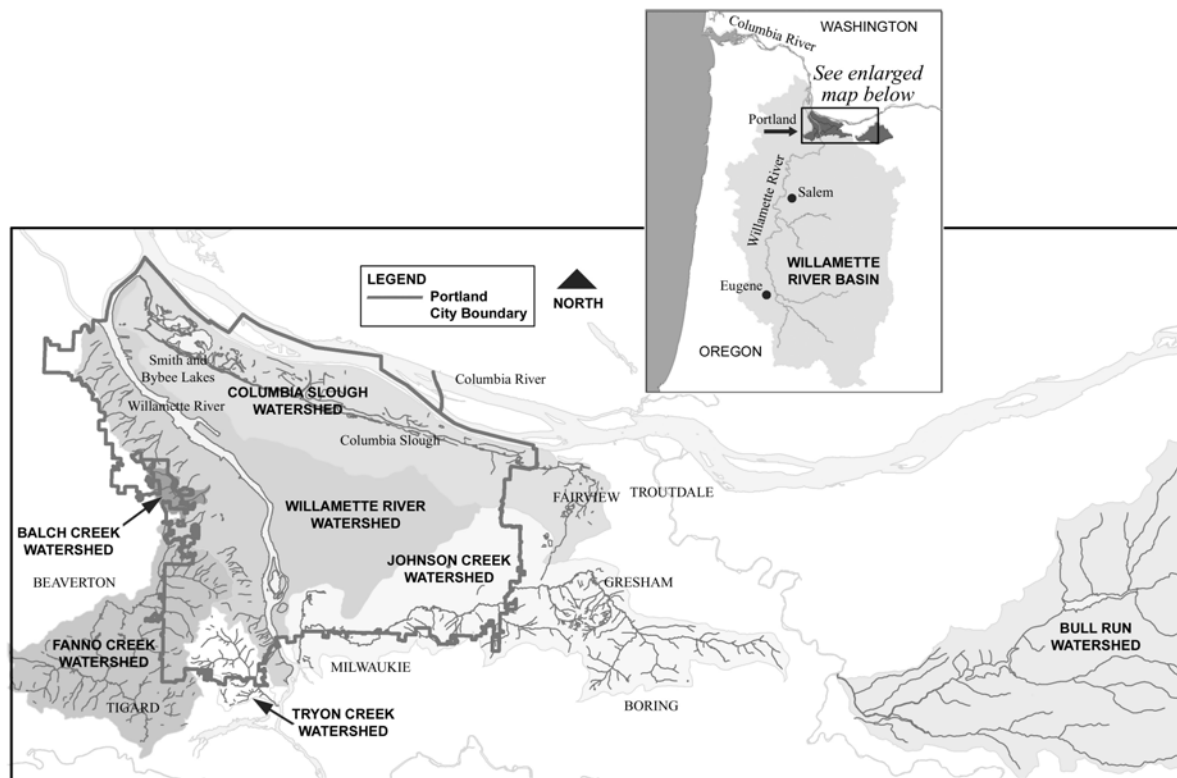 WASHINGTON
Columbia River
See enlarged
map below
Portland
Willamette River
Salem
WILLAMETTE
RIVER BASIN
Eugene
OREGON
LEGEND
Portland
City Boundary
NORTH
Smith and
Bybee Lakes
Columbia River
COLUMBIA SLOUGH
WATERSHED
Willamette River
Columbia Slough
FAIRVIEW
TROUTDALE
WILLAMETTE RIVER
WATERSHED
BALCH CREEK
WATERSHED
JOHNSON CREEK
WATERSHED
BEAVERTON
GRESHAM
BULL RUN
WATERSHED
FANNO CREEK
WATERSHED
MILWAUKIE
TIGARD
BORING
TRYON CREEK
WATERSHED